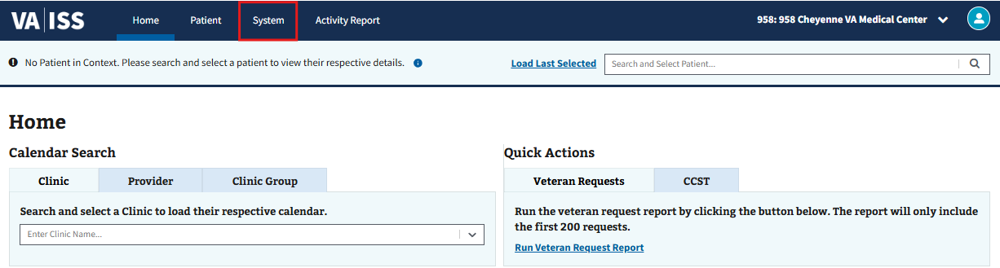 VA ISS
Home
Patient
System
Activity Report
958: 958 Cheyenne VA Medical Center
No Patient in Context. Please search and select a patient to view their respective details.
Load Last Selected
Search and Select Patient...
Home
Calendar Search
Clinic
Provider
Clinic Group
Search and select a Clinic to load their respective calendar.
Enter Clinic Name...
Quick Actions
Veteran Requests
CCST
Run the veteran request report by clicking the button below. The report will only include
the first 200 requests.
Run Veteran Request Report